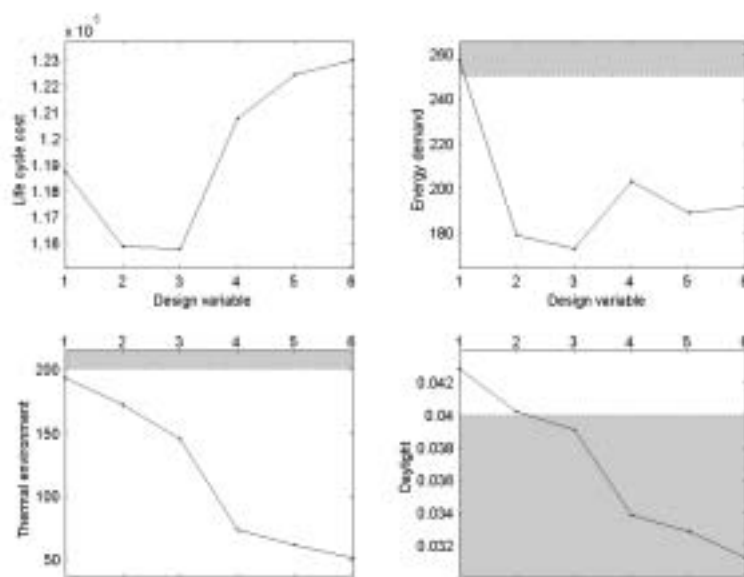 x 10
1.23
1.22
1.21
1.2
1.19
1.18
1.17
1.16
Life cycle cost
1 2 3 4 5 6
Design variable
260
240
220
200
180
Energy demand
1 2 3 4 5 6
Design variable
1 2 3 4 5 6
200
150
100
50
Thermal environment
1 2 3 4 5 6
0.042
0.04
0.038
0.036
0.034
0.032
Daylight